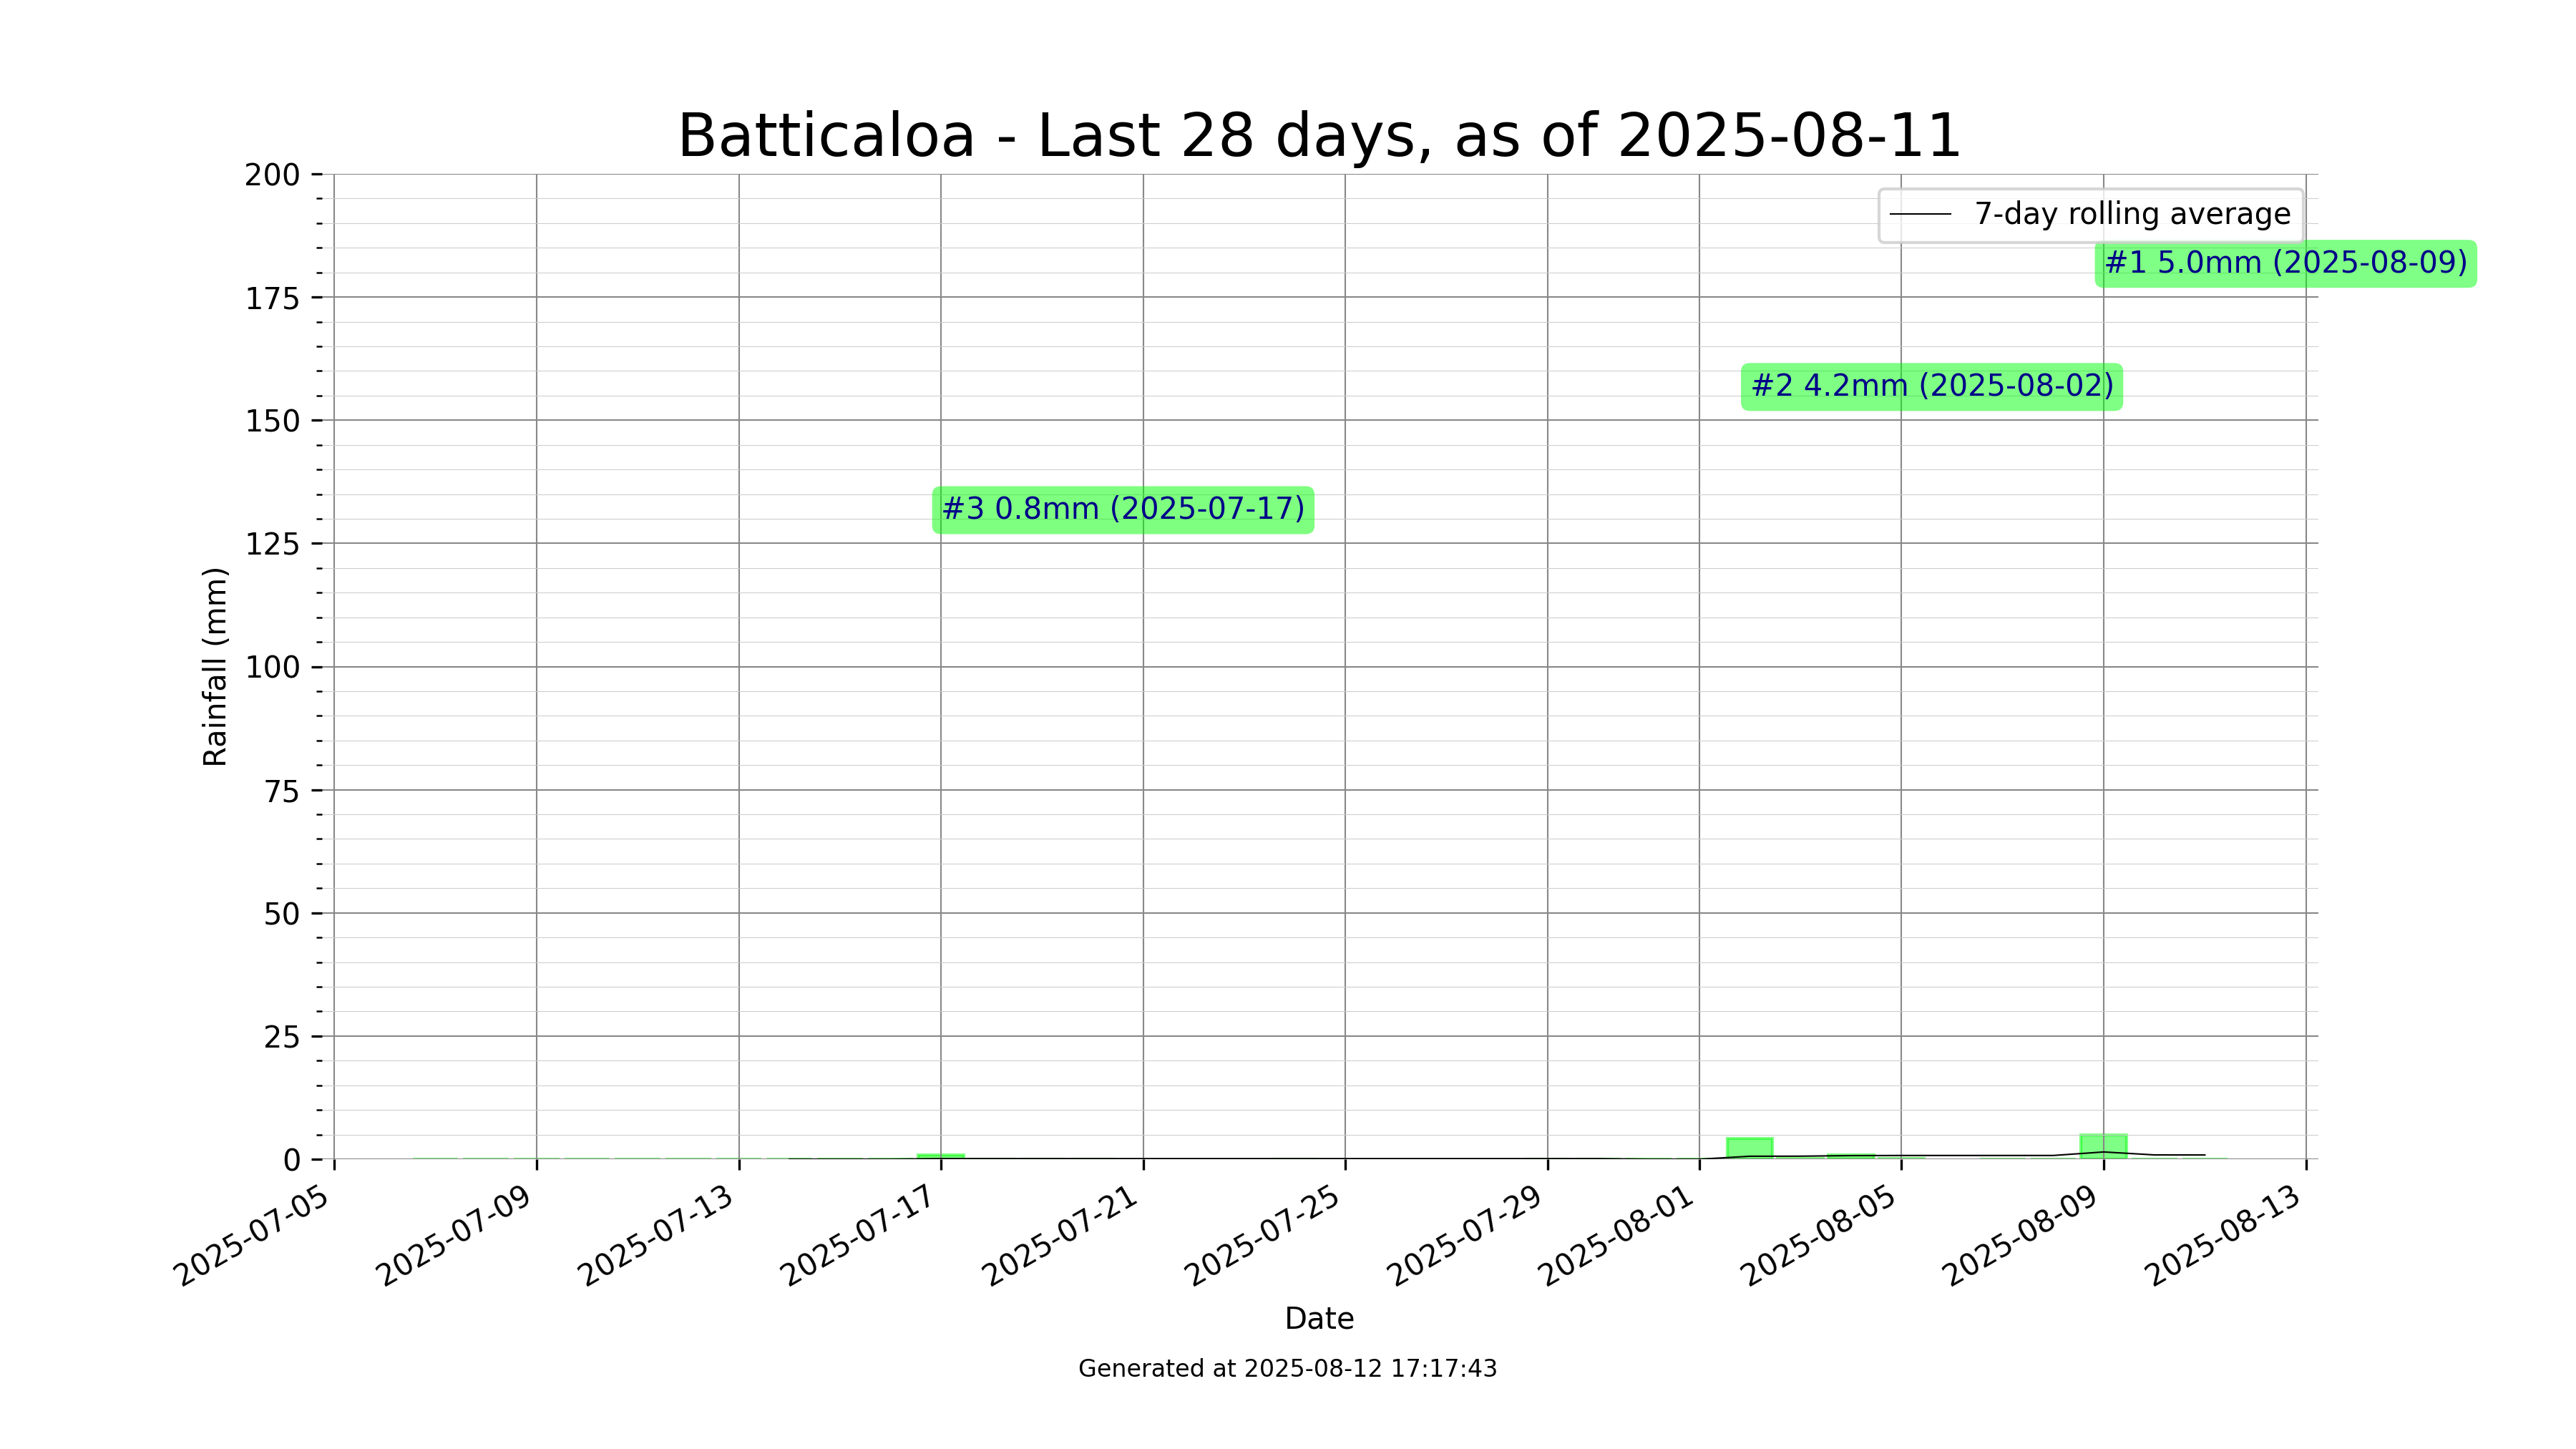 Batticaloa - Last 28 days, as of 2025-08-11
7-day rolling average
#1 5.0mm (2025-08-09)
#2 4.2mm (2025-08-02)
#3 0.8mm (2025-07-17)
Rainfall (mm)
200
175
150
125
100
75
50
25
0
2025-07-05
2025-07-09
2025-07-13
2025-07-17
2025-07-21
2025-07-25
2025-07-29
2025-08-01
2025-08-05
2025-08-09
2025-08-13
Date
Generated at 2025-08-12 17:17:43